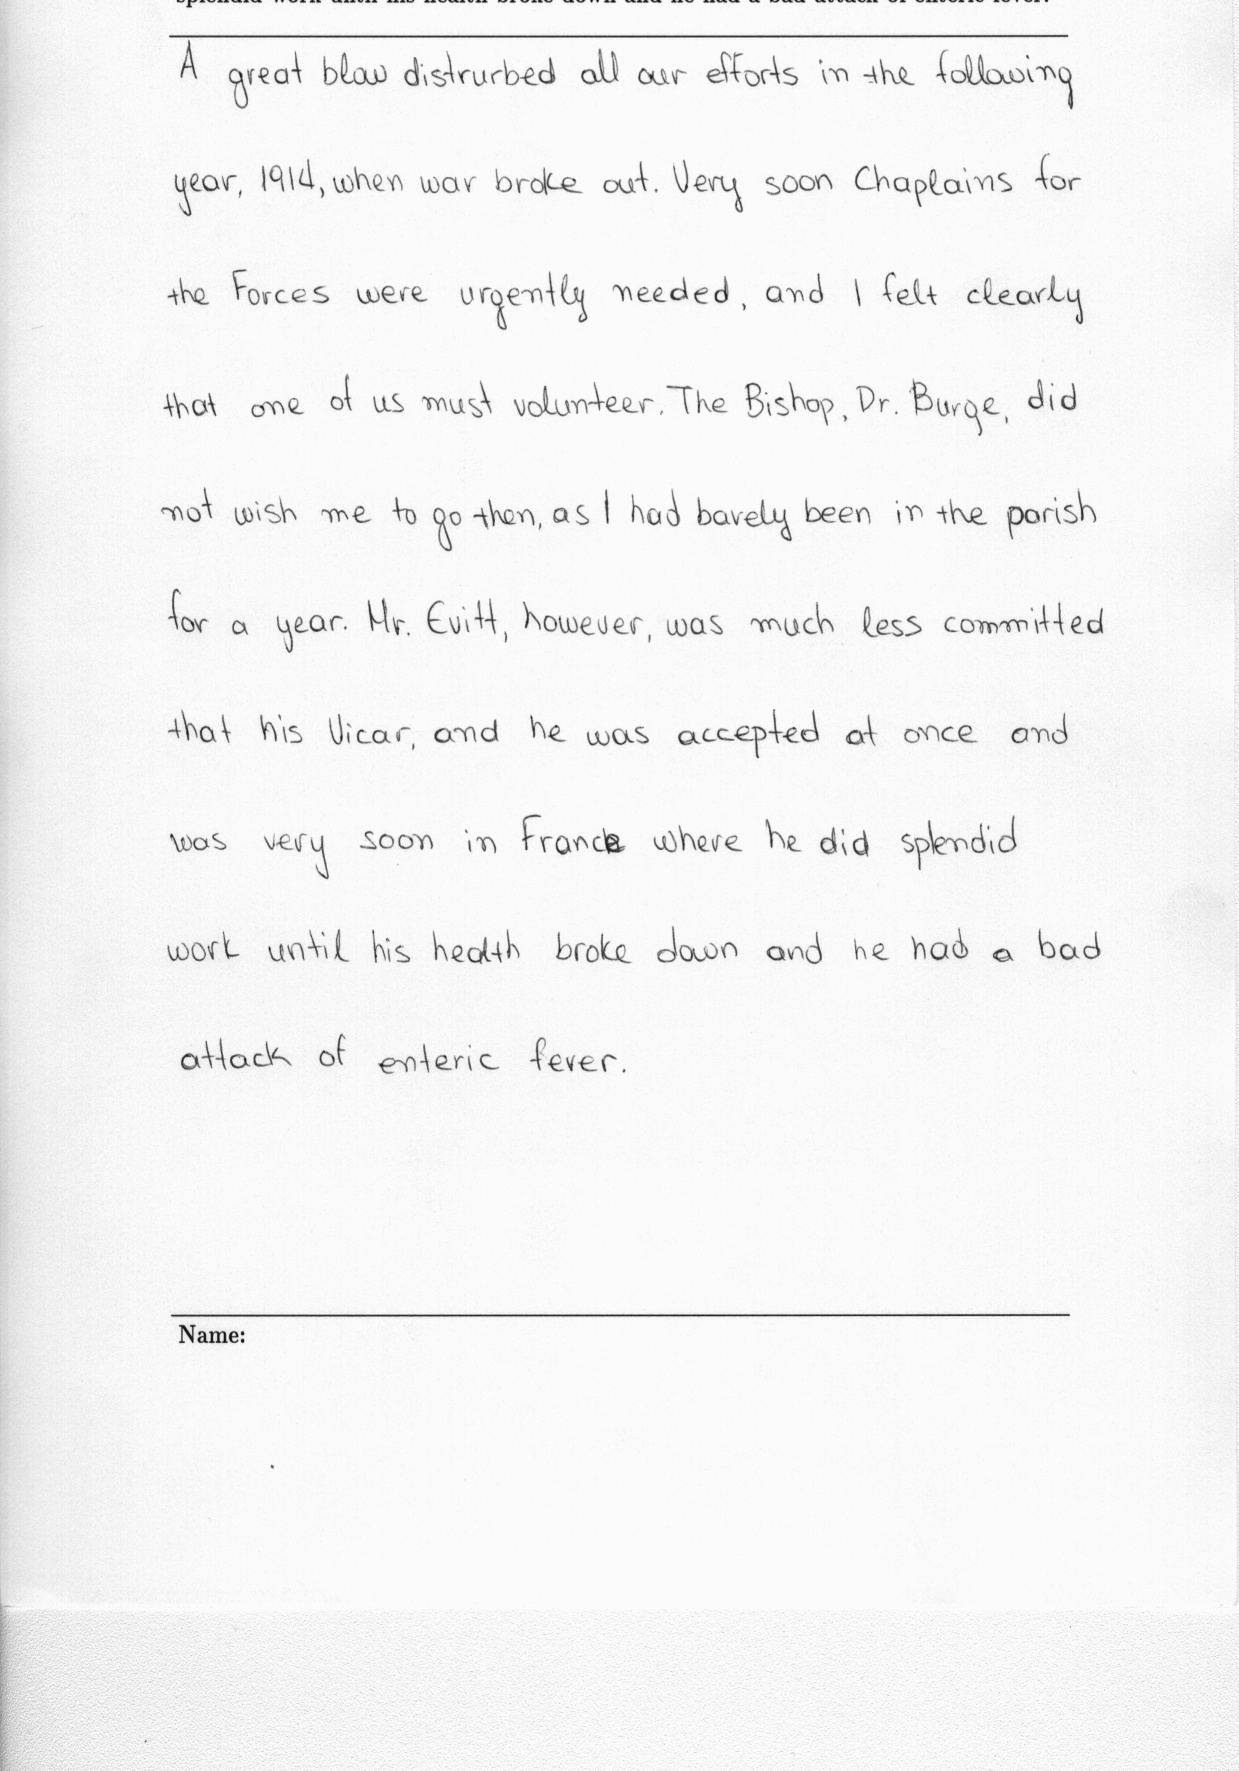 splendid work until his health broke down and he had a bad attack of enteric fever.
A great blow distrurbed all our efforts in the following
year, 1914, when war broke out. Very soon Chaplains for
the Forces were urgently needed, and I felt clearly
that one of us must volunteer. The Bishop, Dr. Burge, did
not wish me to go then, as I had barely been in the parish
for a year. Mr. Evitt, however, was much less committed
that his Vicar, and he was accepted at once and
was very soon in France where he did splendid
work until his health broke down and he had a bad
attack of enteric fever.
Name: